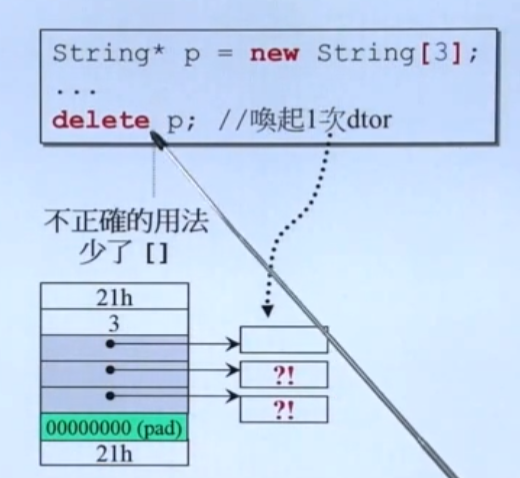 String* p = new String[3];
...
delete p; //喚起1次dtor
不正確的用法
少了 []
21h
3
?!
?!
00000000 (pad)
21h